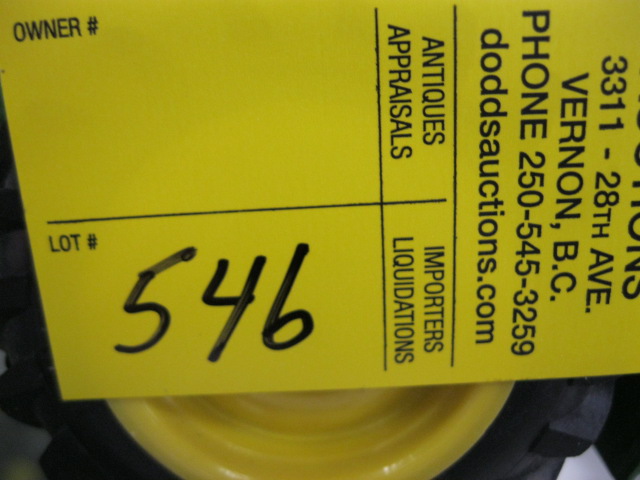 OWNER #
LOT #
546
ANTIQUES
APPRAISALS
IMPORTERS
LIQUIDATIONS
3311 - 28TH AVE.
VERNON, B.C.
PHONE 250-545-3259
doddsauctions.com